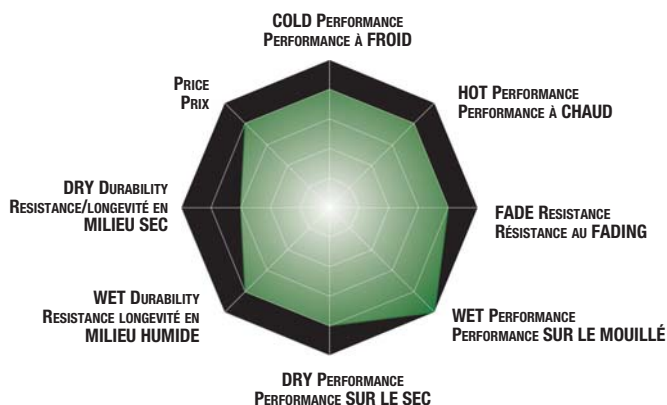 COLD PERFORMANCE
PERFORMANCE À FROID
HOT PERFORMANCE
PERFORMANCE À CHAUD
FADE RESISTANCE
RÉSISTANCE AU FADING
WET PERFORMANCE
PERFORMANCE SUR LE MOUILLÉ
DRY PERFORMANCE
PERFORMANCE SUR LE SEC
WET DURABILITY
RESISTANCE LONGEVITÉ EN
MILIEU HUMIDE
DRY DURABILITY
RESISTANCE/LONGEVITÉ EN
MILIEU SEC
PRICE
PRIX